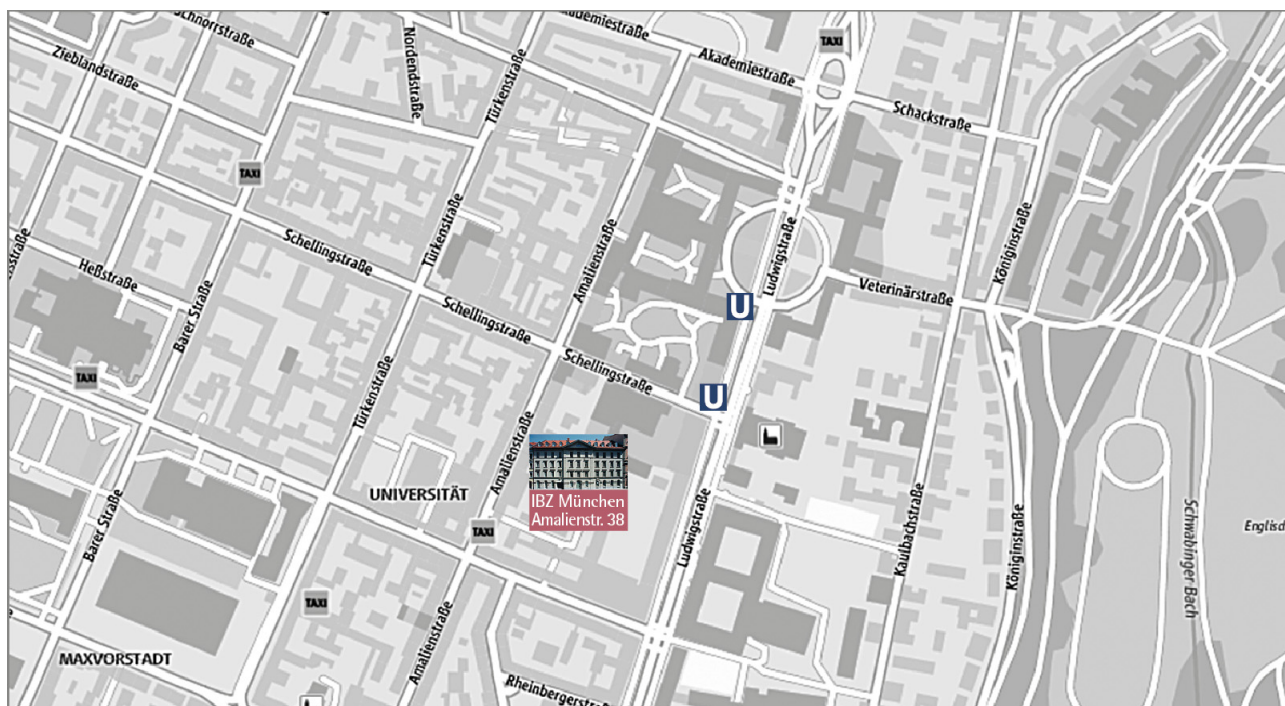 Schnorrstraße
Akademiestraße
TAXI
Zieblandstraße
Nordendstraße
Türkenstraße
Akademiestraße
Schackstraße
TAXI
Türkenstraße
Amalienstraße
Ludwigstraße
Königinstraße
Schellingstraße
Heßstraße
Barer Straße
Veterinärstraße
U
Schellingstraße
Schellingstraße
TAXI
Türkenstraße
U
Amalienstraße
IBZ München
Amalienstr. 38
UNIVERSITÄT
TAXI
Barer Straße
Ludwigstraße
Kaulbachstraße
Königinstraße
Schwabinger Bach
Englisc
TAXI
Amalienstraße
MAXVORSTADT
Rheinbergerstraß